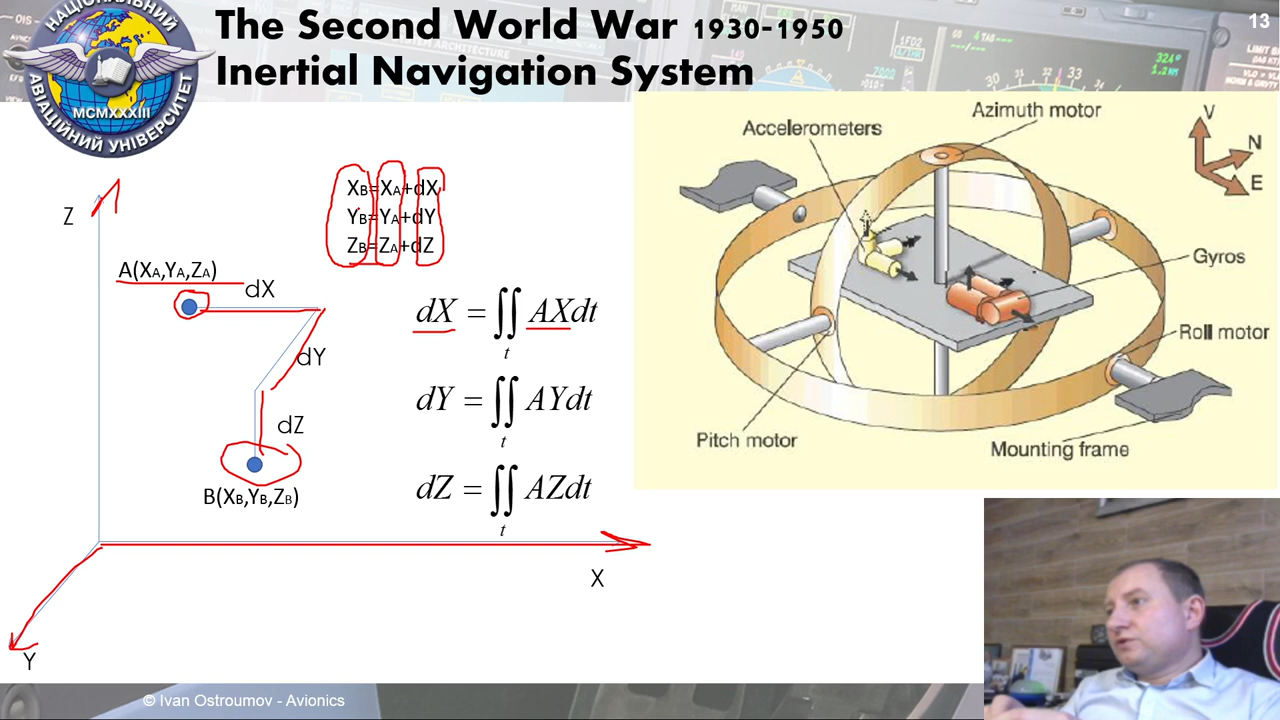 The Second World War 1930-1950
Inertial Navigation System
13
НАЦІОНАЛЬНИЙ
АВІАЦІЙНИЙ УНІВЕРСИТЕТ
MCMXXXIII
XB=XA+dX
YB=YA+dY
ZB=ZA+dZ
Z
A(XA,YA,ZA)
dX
dY
dZ
B(XB,YB,ZB)
X
Y
dX = ∬ AXdt
t
dY = ∬ AYdt
t
dZ = ∬ AZdt
t
Azimuth motor
Accelerometers
V
N
E
Gyros
Roll motor
Pitch motor
Mounting frame
© Ivan Ostroumov - Avionics